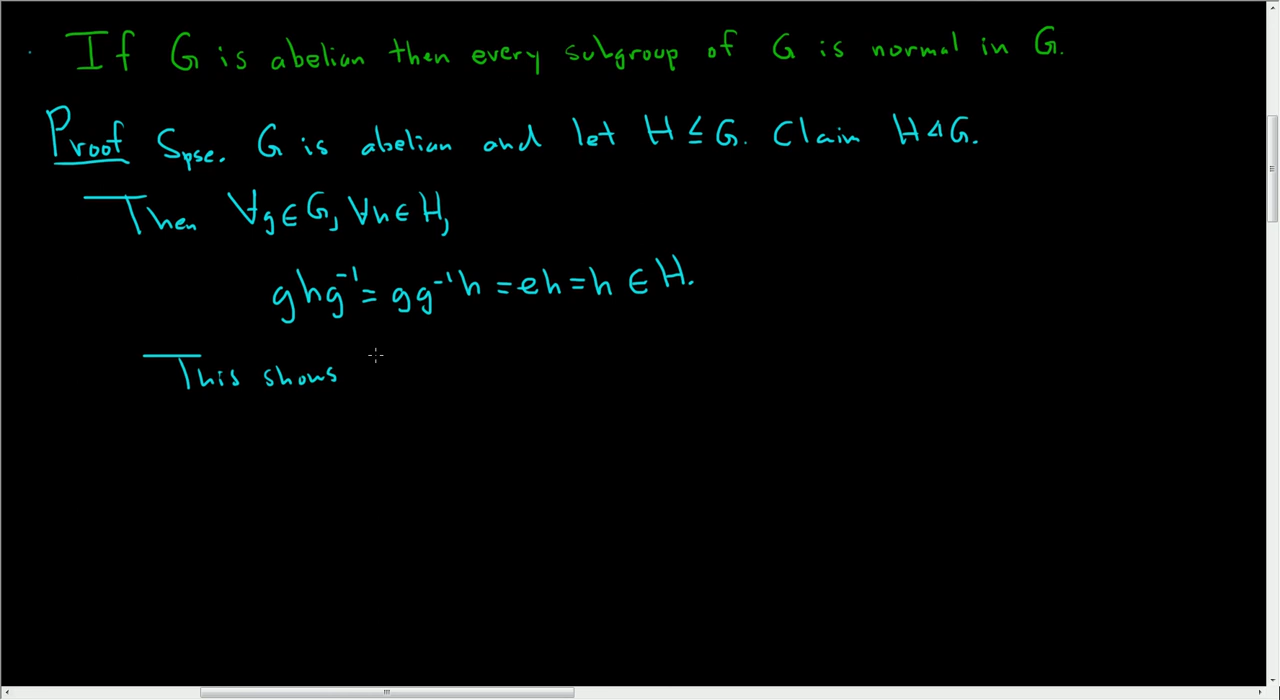 If G is abelian then every subgroup of G is normal in G.
Proof Spse. G is abelian and let H ≤ G. Claim H ⊲ G.
Then ∀g ∈ G, ∀h ∈ H,
ghg⁻¹ = gg⁻¹h = eh = h ∈ H.
This shows